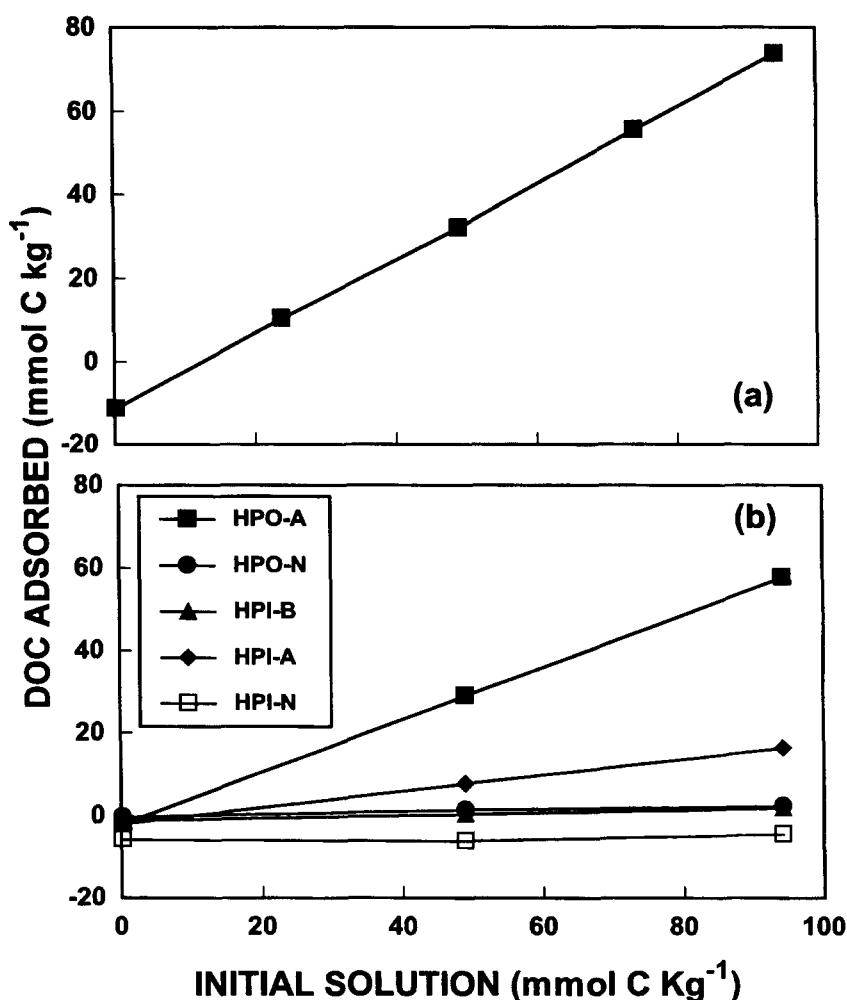 DOC ADSORBED (mmol C kg⁻¹)
80
60
40
20
0
-20
(a)
80
60
40
20
0
-20
(b)
HPO-A
HPO-N
HPI-B
HPI-A
HPI-N
0 20 40 60 80 100
INITIAL SOLUTION (mmol C Kg⁻¹)